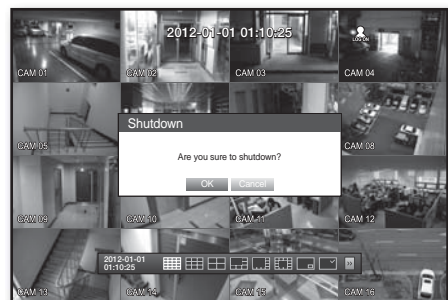 2012-01-01 01:10:25
LOG ON
CAM 01
CAM 02
CAM 03
CAM 04
Shutdown
CAM 05
CAM 08
Are you sure to shutdown?
OK
Cancel
CAM 09
CAM 10
CAM 11
CAM 12
2012-01-01
01:10:25
CAM 13
CAM 14
CAM 15
CAM 16